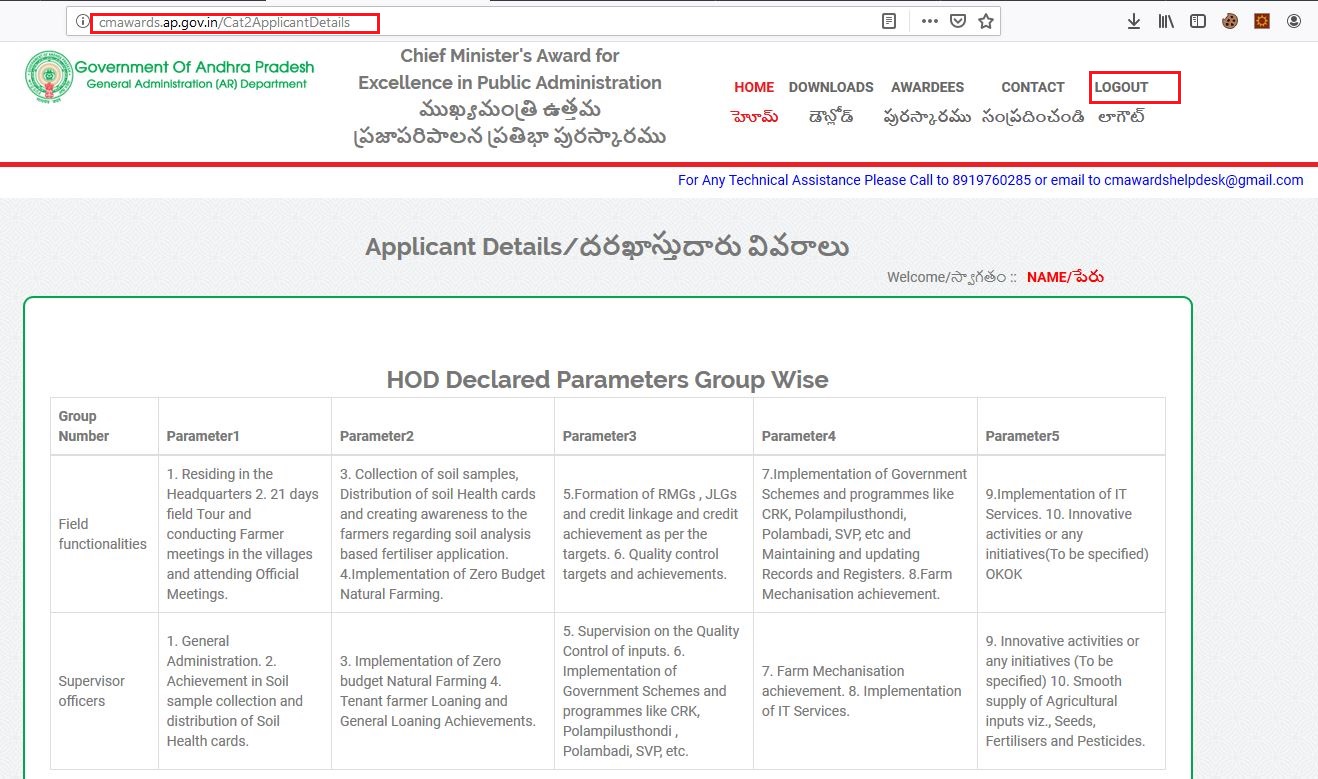 cmawards.ap.gov.in/Cat2ApplicantDetails
Government Of Andhra Pradesh
General Administration (AR) Department
Chief Minister's Award for
Excellence in Public Administration
ముఖ్యమంత్రి ఉత్తమ
ప్రజాపరిపాలన ప్రతిభా పురస్కారము
HOME DOWNLOADS AWARDEES CONTACT LOGOUT
హెూమ్ డౌన్లోడ్ పురస్కారము సంప్రదించండి లాగౌట్
For Any Technical Assistance Please Call to 8919760285 or email to cmawardshelpdesk@gmail.com
Applicant Details/దరఖాస్తుదారు వివరాలు
Welcome/స్వాగతం :: NAME/పేరు
HOD Declared Parameters Group Wise
Group
Number
Parameter1
Parameter2
Parameter3
Parameter4
Parameter5
Field
functionalities
1. Residing in the
Headquarters 2. 21 days
field Tour and
conducting Farmer
meetings in the villages
and attending Official
Meetings.
3. Collection of soil samples,
Distribution of soil Health cards
and creating awareness to the
farmers regarding soil analysis
based fertiliser application.
4.Implementation of Zero Budget
Natural Farming.
5.Formation of RMGs , JLGs
and credit linkage and credit
achievement as per the
targets. 6. Quality control
targets and achievements.
7.Implementation of Government
Schemes and programmes like
CRK, Polampilusthondi,
Polambadi, SVP, etc and
Maintaining and updating
Records and Registers. 8.Farm
Mechanisation achievement.
9.Implementation of IT
Services. 10. Innovative
activities or any
initiatives(To be specified)
OKOK
Supervisor
officers
1. General
Administration. 2.
Achievement in Soil
sample collection and
distribution of Soil
Health cards.
3. Implementation of Zero
budget Natural Farming 4.
Tenant farmer Loaning and
General Loaning Achievements.
5. Supervision on the Quality
Control of inputs. 6.
Implementation of
Government Schemes and
programmes like CRK,
Polampilusthondi ,
Polambadi, SVP, etc.
7. Farm Mechanisation
achievement. 8. Implementation
of IT Services.
9. Innovative activities or
any initiatives (To be
specified) 10. Smooth
supply of Agricultural
inputs viz., Seeds,
Fertilisers and Pesticides.